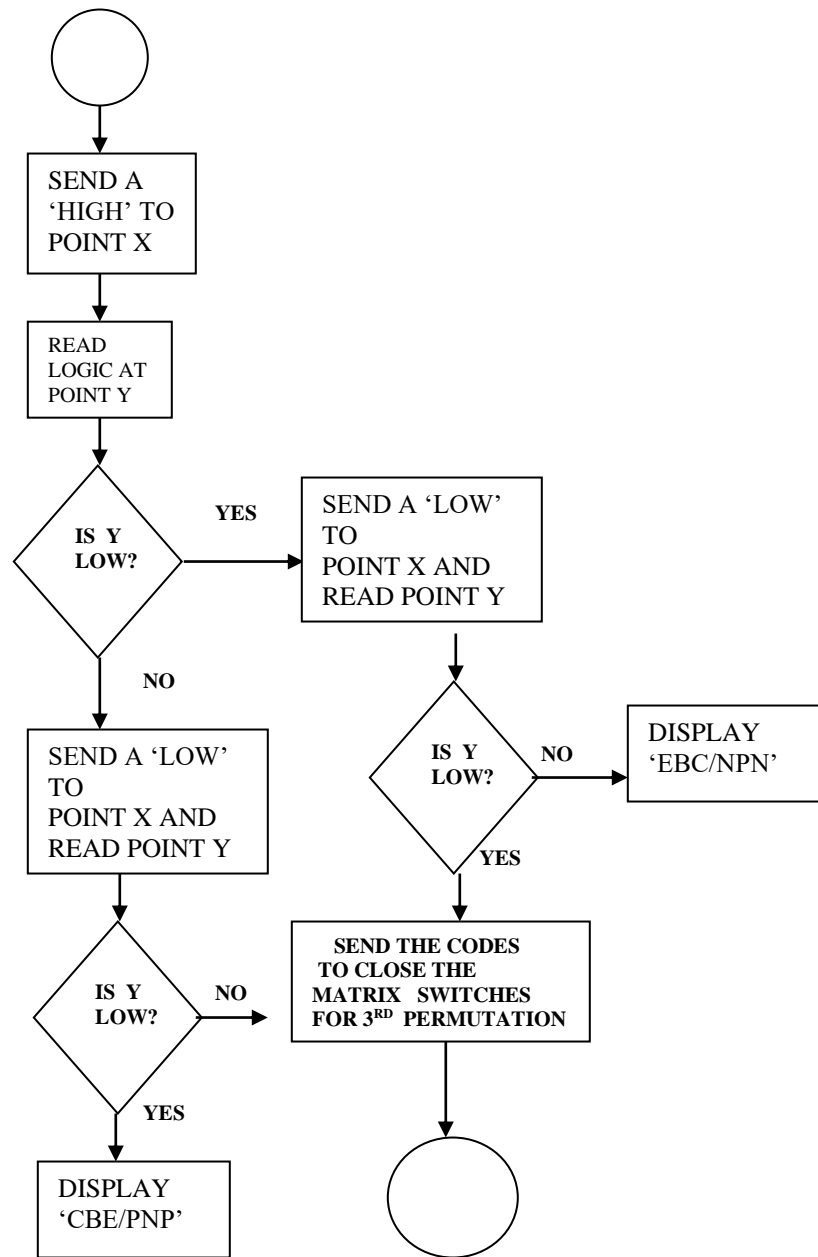 SEND A
‘HIGH’ TO
POINT X
READ
LOGIC AT
POINT Y
IS Y
LOW?
YES
SEND A ‘LOW’
TO
POINT X AND
READ POINT Y
NO
SEND A ‘LOW’
TO
POINT X AND
READ POINT Y
IS Y
LOW?
NO
DISPLAY
‘EBC/NPN’
YES
SEND THE CODES
TO CLOSE THE
MATRIX SWITCHES
FOR 3RD PERMUTATION
IS Y
LOW?
NO
YES
DISPLAY
‘CBE/PNP’